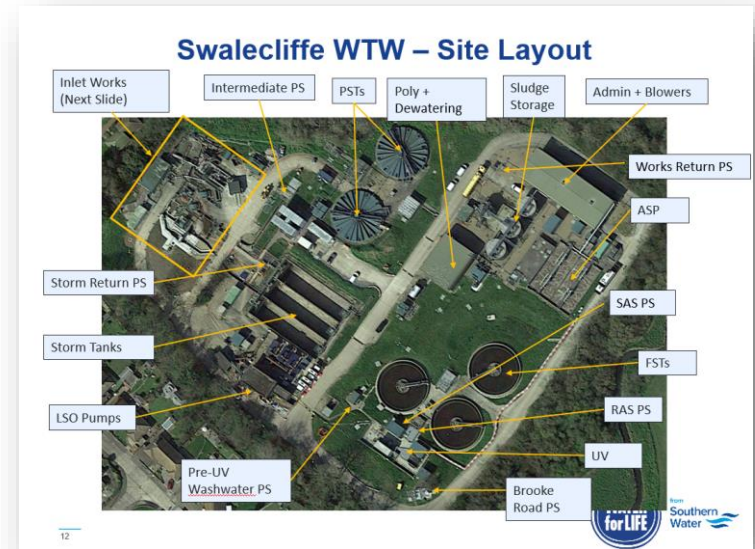 Swalecliffe WTW – Site Layout
Inlet Works
(Next Slide)
Intermediate PS
PSTs
Poly +
Dewatering
Sludge
Storage
Admin + Blowers
Works Return PS
ASP
Storm Return PS
SAS PS
Storm Tanks
FSTs
LSO Pumps
RAS PS
UV
Pre-UV
Washwater PS
Brooke
Road PS
for LIFE
from
Southern
Water
12